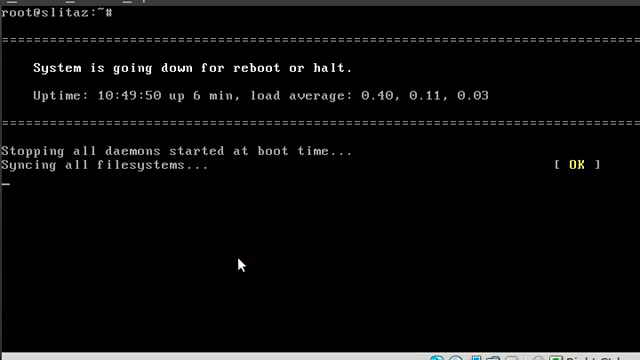 root@slitaz:~#
================================================================================
System is going down for reboot or halt.
Uptime: 10:49:50 up 6 min, load average: 0.40, 0.11, 0.03
================================================================================
Stopping all daemons started at boot time...
Syncing all filesystems... [ OK ]